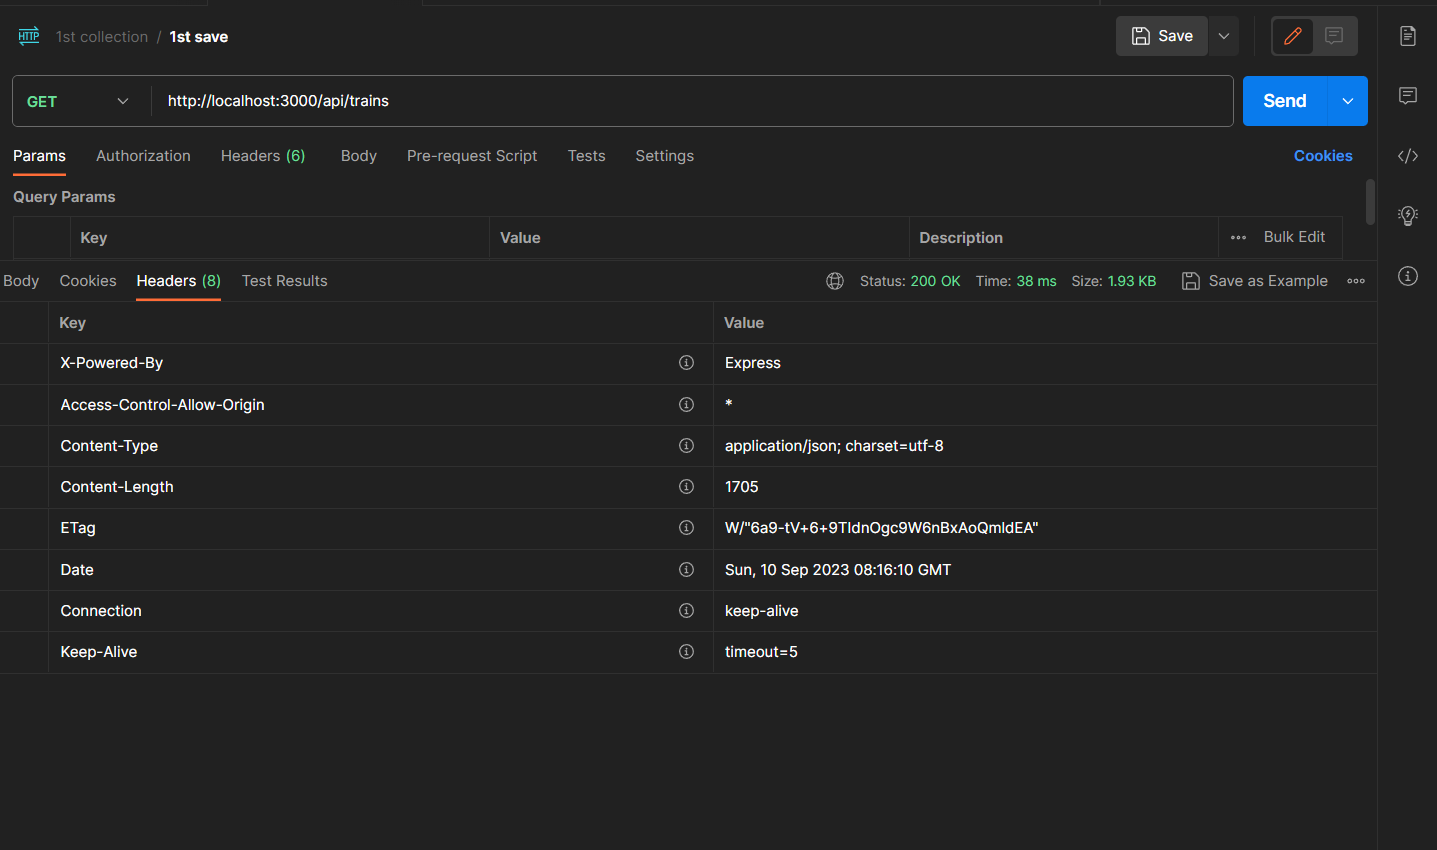 HTTP 1st collection / 1st save Save
GET http://localhost:3000/api/trains Send
Params Authorization Headers (6) Body Pre-request Script Tests Settings Cookies
Query Params
Key Value Description Bulk Edit
Body Cookies Headers (8) Test Results Status: 200 OK Time: 38 ms Size: 1.93 KB Save as Example
Key Value
X-Powered-By Express
Access-Control-Allow-Origin *
Content-Type application/json; charset=utf-8
Content-Length 1705
ETag W/"6a9-tV+6+9TIdnOgc9W6nBxAoQmldEA"
Date Sun, 10 Sep 2023 08:16:10 GMT
Connection keep-alive
Keep-Alive timeout=5